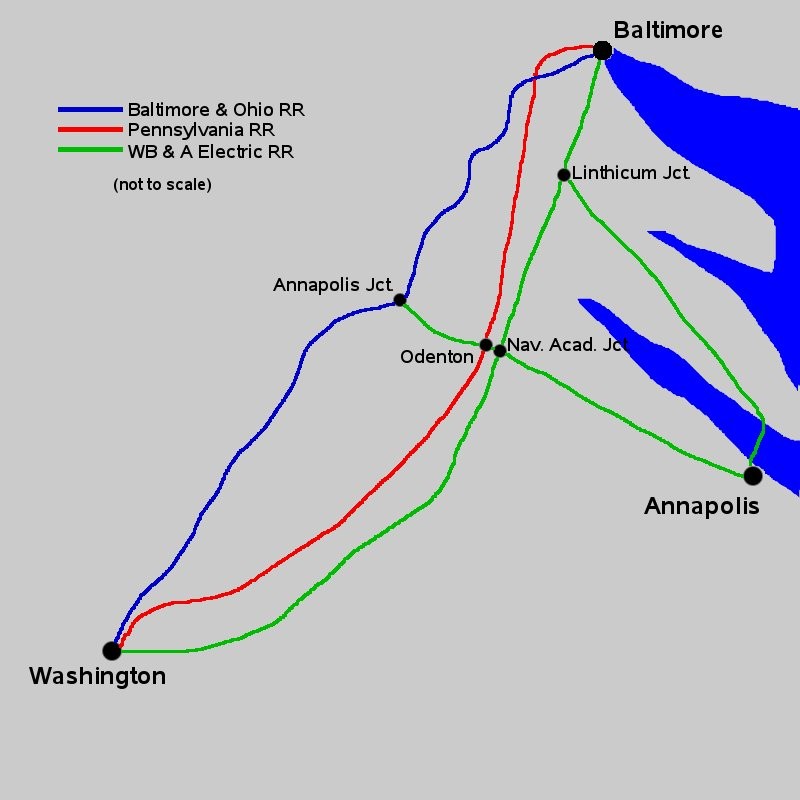 Baltimore
Baltimore & Ohio RR
Pennsylvania RR
WB & A Electric RR
(not to scale)
Linthicum Jct
Annapolis Jct
Nav. Acad. Jct
Odenton
Annapolis
Washington